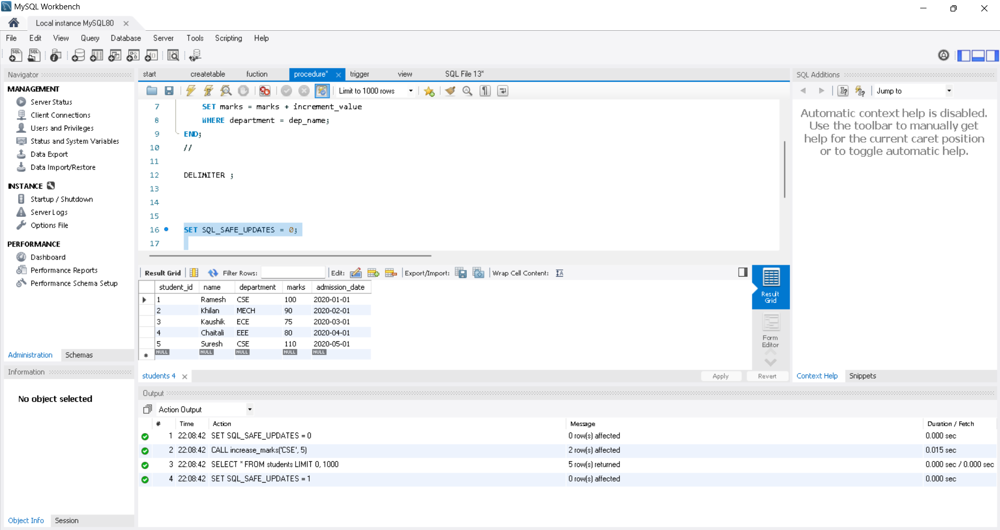 MySQL Workbench
Local instance MySQL80
File Edit View Query Database Server Tools Scripting Help
Navigator
MANAGEMENT
Server Status
Client Connections
Users and Privileges
Status and System Variables
Data Export
Data Import/Restore
INSTANCE
Startup / Shutdown
Server Logs
Options File
PERFORMANCE
Dashboard
Performance Reports
Performance Schema Setup
Administration Schemas
Information
No object selected
Object Info Session
start createtable fuction procedure* trigger view SQL File 13*
Limit to 1000 rows
7 SET marks = marks + increment_value
8 WHERE department = dep_name;
9 END;
10 //
11
12 DELIMITER ;
13
14
15
16 SET SQL_SAFE_UPDATES = 0;
17
Result Grid Filter Rows: Edit: Export/Import: Wrap Cell Content:
student_id name department marks admission_date
1 Ramesh CSE 100 2020-01-01
2 Khilan MECH 90 2020-02-01
3 Kaushik ECE 75 2020-03-01
4 Chaitali EEE 80 2020-04-01
5 Suresh CSE 110 2020-05-01
NULL NULL NULL NULL NULL
Result
Grid
Form
Editor
students 4 Apply Revert
SQL Additions
Jump to
Automatic context help is disabled.
Use the toolbar to manually get
help for the current caret position
or to toggle automatic help.
Context Help Snippets
Output
Action Output
# Time Action Message Duration / Fetch
1 22:08:42 SET SQL_SAFE_UPDATES = 0 0 row(s) affected 0.000 sec
2 22:08:42 CALL increase_marks('CSE', 5) 2 row(s) affected 0.015 sec
3 22:08:42 SELECT * FROM students LIMIT 0, 1000 5 row(s) returned 0.000 sec / 0.000 sec
4 22:08:42 SET SQL_SAFE_UPDATES = 1 0 row(s) affected 0.000 sec